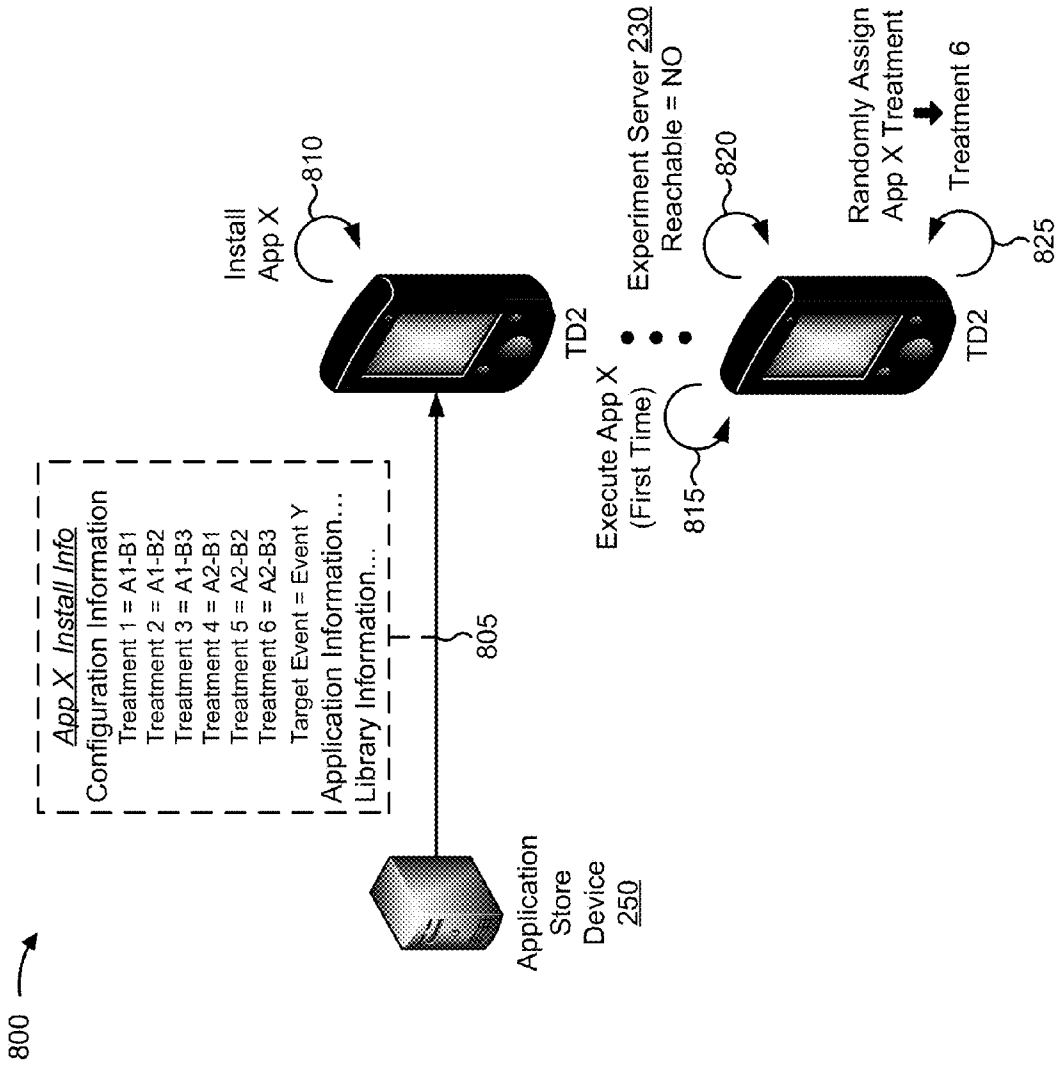 800
App X Install Info
Configuration Information
Treatment 1 = A1-B1
Treatment 2 = A1-B2
Treatment 3 = A1-B3
Treatment 4 = A2-B1
Treatment 5 = A2-B2
Treatment 6 = A2-B3
Target Event = Event Y
Application Information...
Library Information...
805
Application
Store
Device
250
Install
App X
810
TD2
Execute App X
(First Time)
815
Experiment Server 230
Reachable = NO
820
TD2
Randomly Assign
App X Treatment
Treatment 6
825